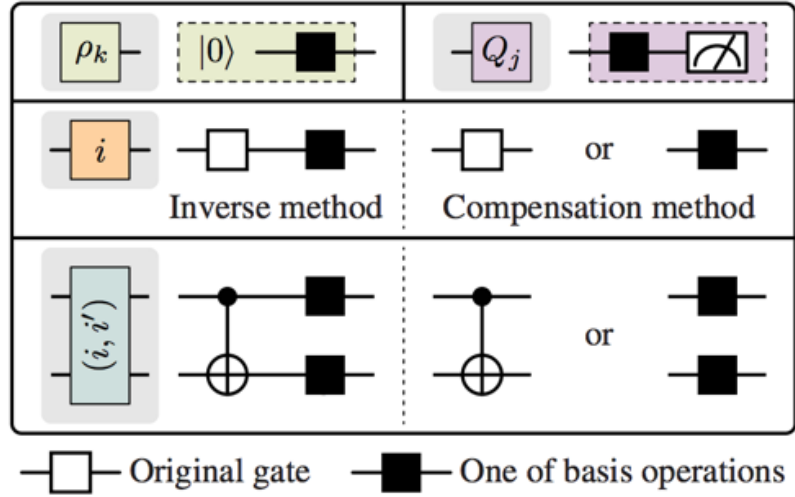 ρₖ |0⟩ Qⱼ
i or
Inverse method Compensation method
(i, i′) or
Original gate One of basis operations